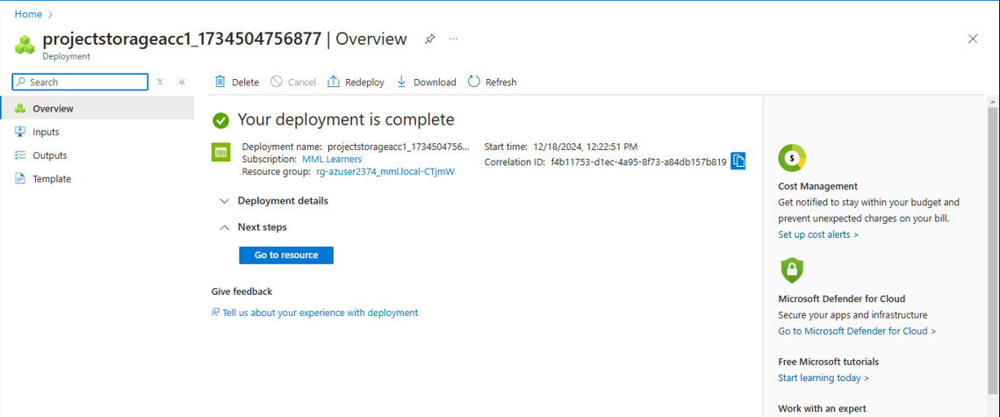 Home >
projectstorageacc1_1734504756877 | Overview
Deployment
Search
Overview
Inputs
Outputs
Template
Delete Cancel Redeploy Download Refresh
Your deployment is complete
Deployment name: projectstorageacc1_1734504756... Start time: 12/18/2024, 12:22:51 PM
Subscription: MML Learners Correlation ID: f4b11753-d1ec-4a95-8f73-a84db157b819
Resource group: rg-azuser2374_mml.local-CTjmW
Deployment details
Next steps
Go to resource
Give feedback
Tell us about your experience with deployment
Cost Management
Get notified to stay within your budget and
prevent unexpected charges on your bill.
Set up cost alerts >
Microsoft Defender for Cloud
Secure your apps and infrastructure
Go to Microsoft Defender for Cloud >
Free Microsoft tutorials
Start learning today >
Work with an expert